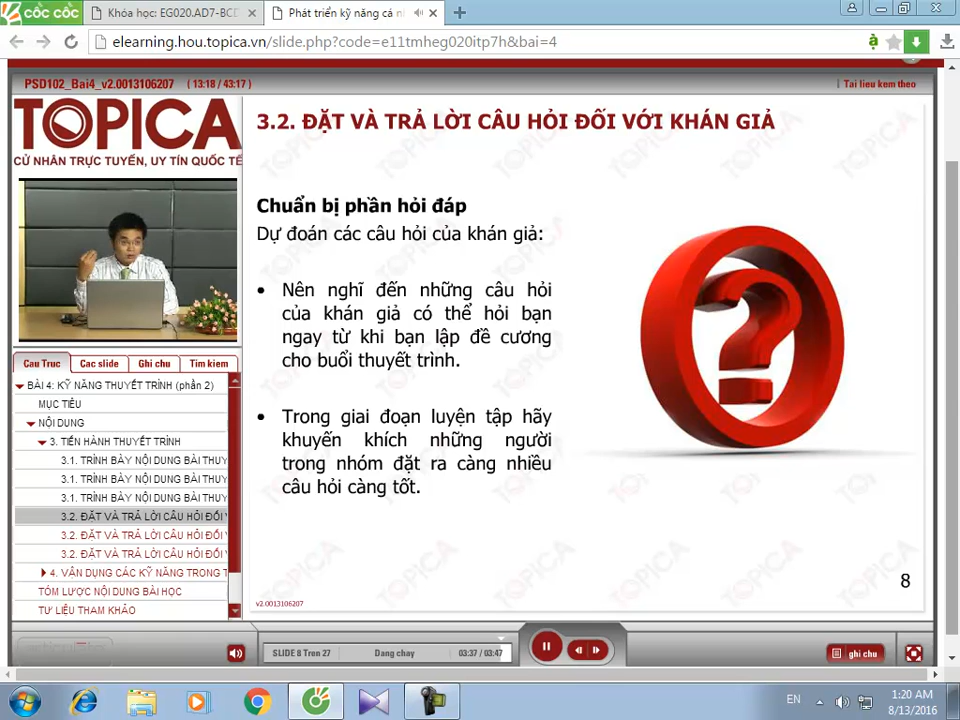 cốc cốc
Khóa học: EG020.AD7-BCD
Phát triển kỹ năng cá n
elearning.hou.topica.vn/slide.php?code=e11tmheg020itp7h&bai=4
PSD102_Bai4_v2.0013106207 ( 13:18 / 43:17 )
Tai lieu kem theo
TOPICA
CỬ NHÂN TRỰC TUYẾN, UY TÍN QUỐC TẾ
3.2. ĐẶT VÀ TRẢ LỜI CÂU HỎI ĐỐI VỚI KHÁN GIẢ
Chuẩn bị phần hỏi đáp
Dự đoán các câu hỏi của khán giả:
• Nên nghĩ đến những câu hỏi
của khán giả có thể hỏi bạn
ngay từ khi bạn lập đề cương
cho buổi thuyết trình.
• Trong giai đoạn luyện tập hãy
khuyến khích những người
trong nhóm đặt ra càng nhiều
câu hỏi càng tốt.
8
v2.0013106207
Cau Truc
Cac slide
Ghi chu
Tim kiem
BÀI 4: KỸ NĂNG THUYẾT TRÌNH (phần 2)
MỤC TIÊU
NỘI DUNG
3. TIẾN HÀNH THUYẾT TRÌNH
3.1. TRÌNH BÀY NỘI DUNG BÀI THUY
3.1. TRÌNH BÀY NỘI DUNG BÀI THUY
3.1. TRÌNH BÀY NỘI DUNG BÀI THUY
3.2. ĐẶT VÀ TRẢ LỜI CÂU HỎI ĐỐI V
3.2. ĐẶT VÀ TRẢ LỜI CÂU HỎI ĐỐI V
3.2. ĐẶT VÀ TRẢ LỜI CÂU HỎI ĐỐI V
4. VẬN DỤNG CÁC KỸ NĂNG TRONG T
TÓM LƯỢC NỘI DUNG BÀI HỌC
TƯ LIỆU THAM KHẢO
SLIDE 8 Tron 27
Dang chay
03:37 / 03:47
ghi chu
EN
1:20 AM
8/13/2016